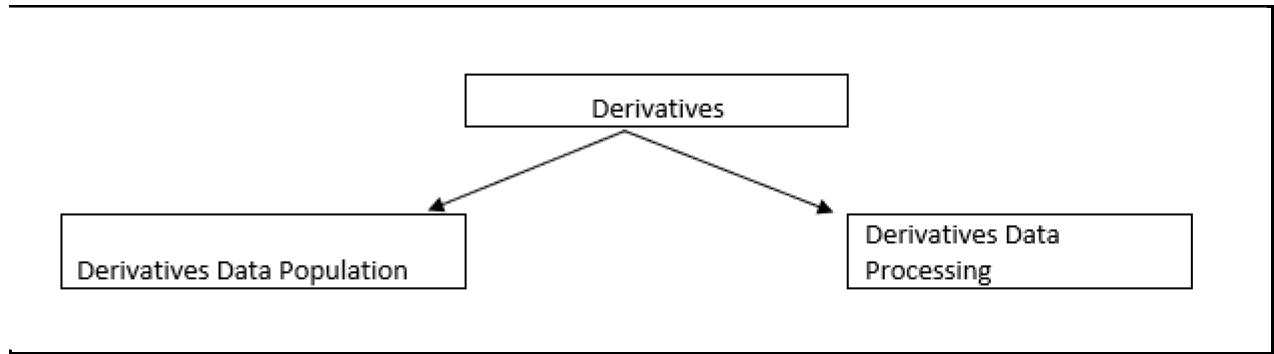 Derivatives
Derivatives Data Population
Derivatives Data
Processing